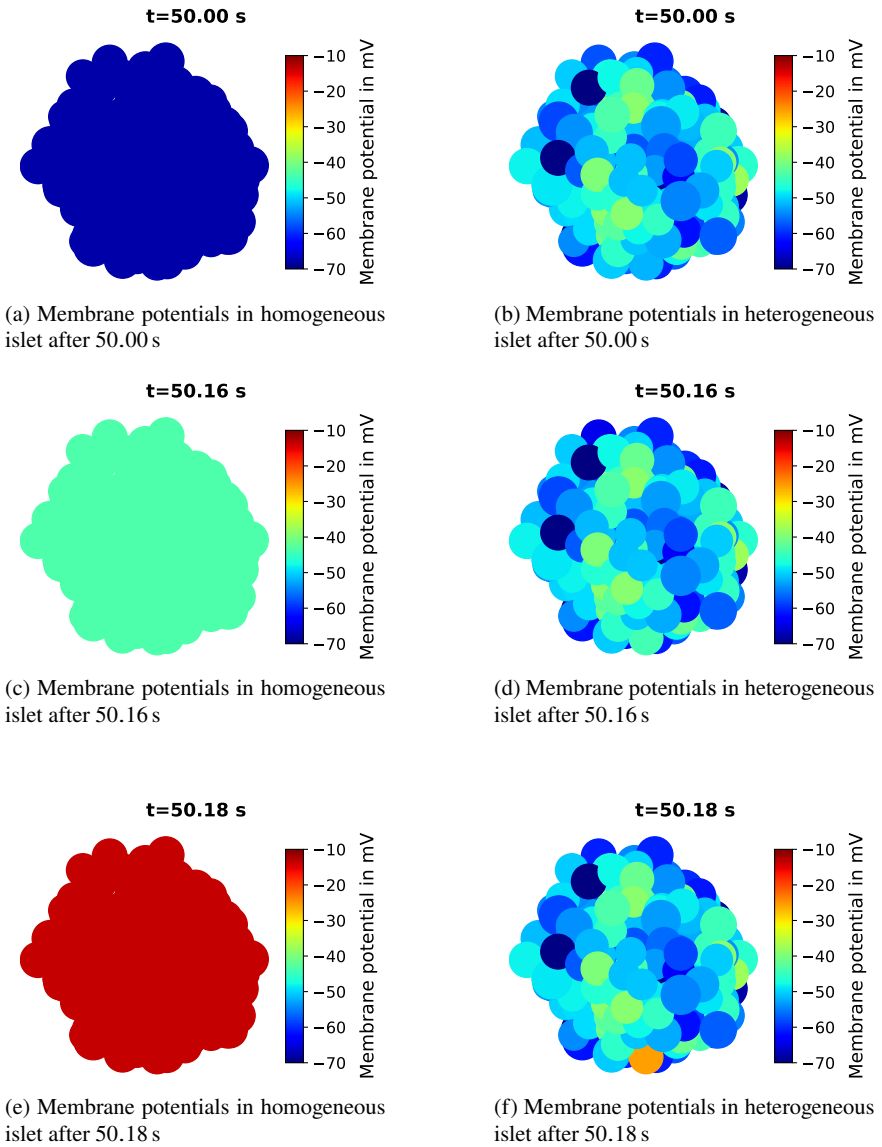 t=50.00 s
−10
−20
−30
−40
−50
−60
−70
Membrane potential in mV
(a) Membrane potentials in homogeneous
islet after 50.00 s
t=50.00 s
−10
−20
−30
−40
−50
−60
−70
Membrane potential in mV
(b) Membrane potentials in heterogeneous
islet after 50.00 s
t=50.16 s
−10
−20
−30
−40
−50
−60
−70
Membrane potential in mV
(c) Membrane potentials in homogeneous
islet after 50.16 s
t=50.16 s
−10
−20
−30
−40
−50
−60
−70
Membrane potential in mV
(d) Membrane potentials in heterogeneous
islet after 50.16 s
t=50.18 s
−10
−20
−30
−40
−50
−60
−70
Membrane potential in mV
(e) Membrane potentials in homogeneous
islet after 50.18 s
t=50.18 s
−10
−20
−30
−40
−50
−60
−70
Membrane potential in mV
(f) Membrane potentials in heterogeneous
islet after 50.18 s